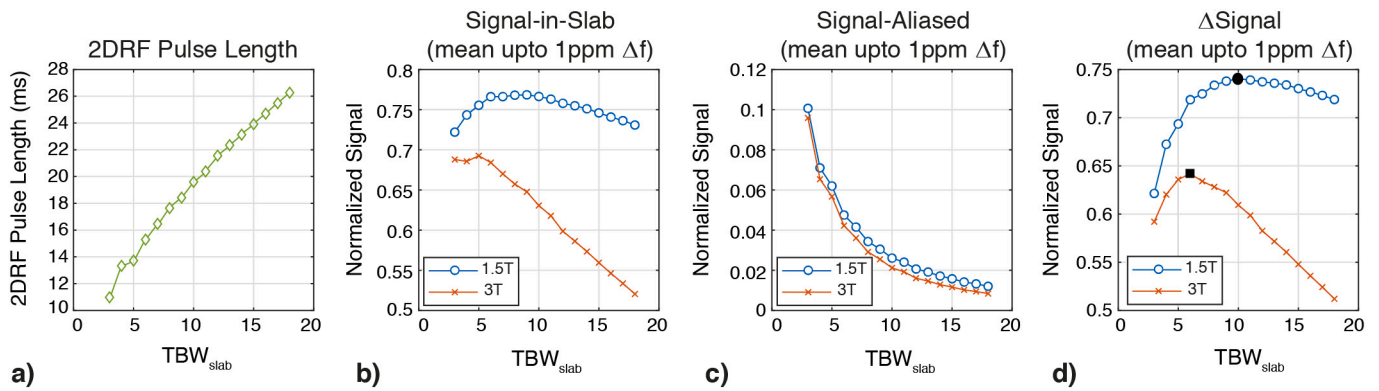 2DRF Pulse Length
2DRF Pulse Length (ms)
28
26
24
22
20
18
16
14
12
10
0
5
10
15
20
TBWslab
a)
Signal-in-Slab
(mean upto 1ppm Δf)
Normalized Signal
0.8
0.75
0.7
0.65
0.6
0.55
0.5
1.5T
3T
0
5
10
15
20
TBWslab
b)
Signal-Aliased
(mean upto 1ppm Δf)
Normalized Signal
0.12
0.1
0.08
0.06
0.04
0.02
0
1.5T
3T
0
5
10
15
20
TBWslab
c)
ΔSignal
(mean upto 1ppm Δf)
Normalized Signal
0.75
0.7
0.65
0.6
0.55
0.5
1.5T
3T
0
5
10
15
20
TBWslab
d)